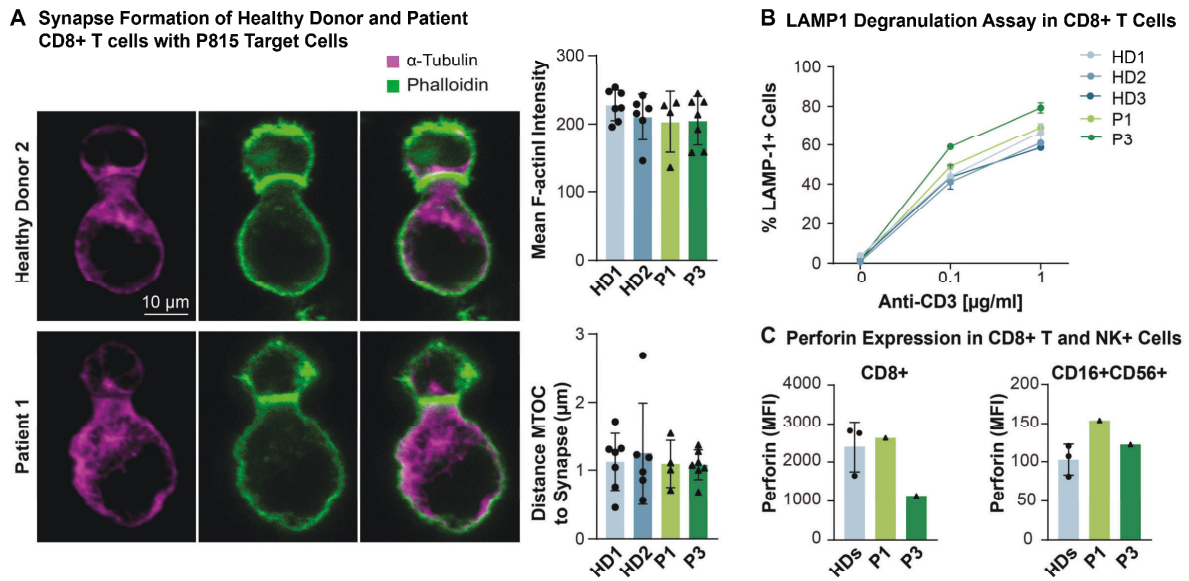 A Synapse Formation of Healthy Donor and Patient
CD8+ T cells with P815 Target Cells
α-Tubulin
Phalloidin
Healthy Donor 2
10 µm
Patient 1
Mean F-actinI Intensity
300
200
100
0
HD1
HD2
P1
P3
Distance MTOC
to Synapse (µm)
3
2
1
0
HD1
HD2
P1
P3
B LAMP1 Degranulation Assay in CD8+ T Cells
HD1
HD2
HD3
P1
P3
% LAMP-1+ Cells
100
80
60
40
20
0
0
0.1
1
Anti-CD3 [µg/ml]
C Perforin Expression in CD8+ T and NK+ Cells
CD8+
Perforin (MFI)
4000
3000
2000
1000
0
HDs
P1
P3
CD16+CD56+
Perforin (MFI)
200
150
100
50
0
HDs
P1
P3